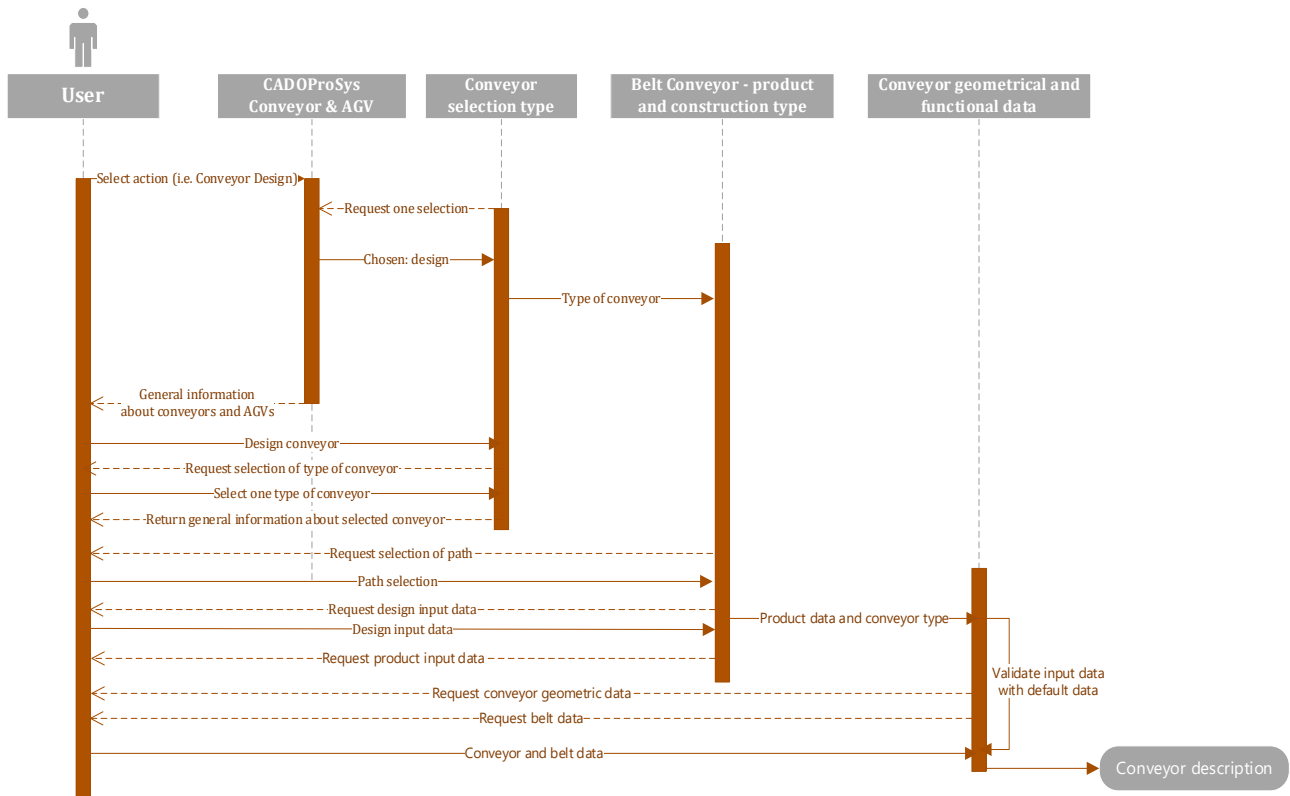 User
CADOProSys
Conveyor & AGV
Conveyor
selection type
Belt Conveyor - product
and construction type
Conveyor geometrical and
functional data
Select action (i.e. Conveyor Design)
Request one selection
Chosen: design
Type of conveyor
General information
about conveyors and AGVs
Design conveyor
Request selection of type of conveyor
Select one type of conveyor
Return general information about selected conveyor
Request selection of path
Path selection
Request design input data
Product data and conveyor type
Design input data
Request product input data
Validate input data
with default data
Request conveyor geometric data
Request belt data
Conveyor and belt data
Conveyor description